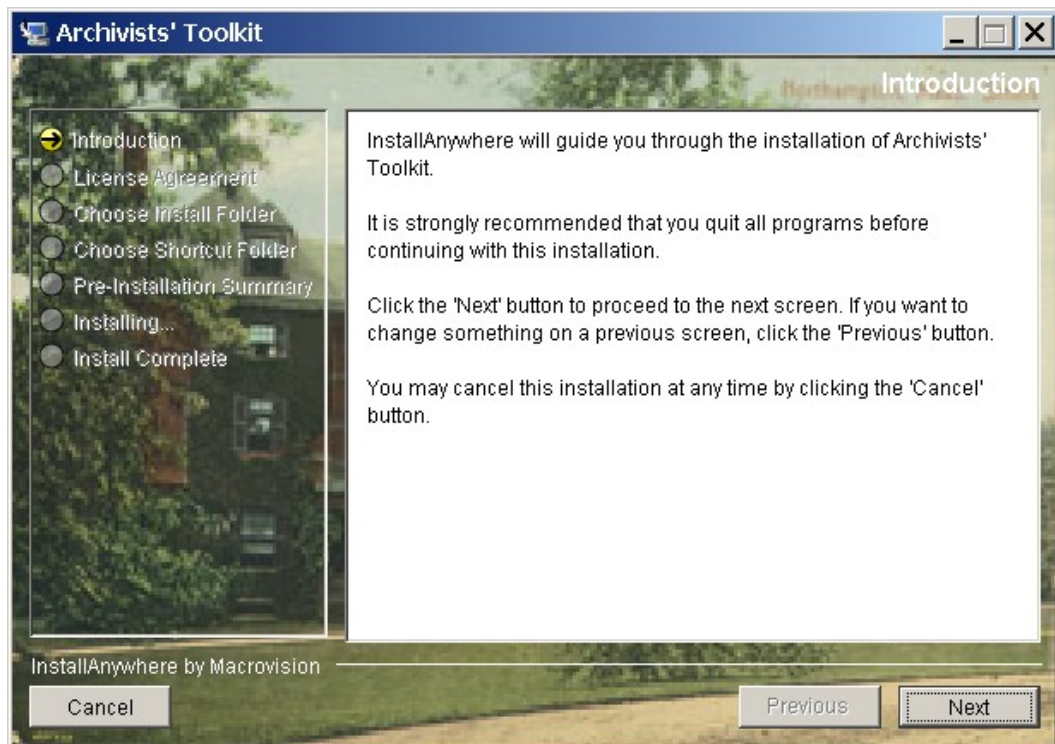 Archivists' Toolkit
Introduction
Introduction
License Agreement
Choose Install Folder
Choose Shortcut Folder
Pre-Installation Summary
Installing...
Install Complete
InstallAnywhere will guide you through the installation of Archivists'
Toolkit.
It is strongly recommended that you quit all programs before
continuing with this installation.
Click the 'Next' button to proceed to the next screen. If you want to
change something on a previous screen, click the 'Previous' button.
You may cancel this installation at any time by clicking the 'Cancel'
button.
InstallAnywhere by Macrovision
Cancel
Previous
Next